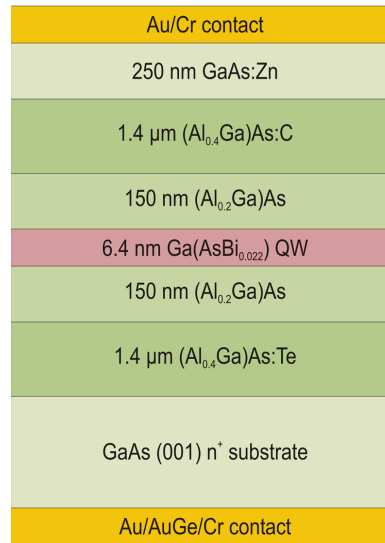 Au/Cr contact
250 nm GaAs:Zn
1.4 µm (Al₀.₄Ga)As:C
150 nm (Al₀.₂Ga)As
6.4 nm Ga(AsBi₀.₀₂₂) QW
150 nm (Al₀.₂Ga)As
1.4 µm (Al₀.₄Ga)As:Te
GaAs (001) n⁺ substrate
Au/AuGe/Cr contact